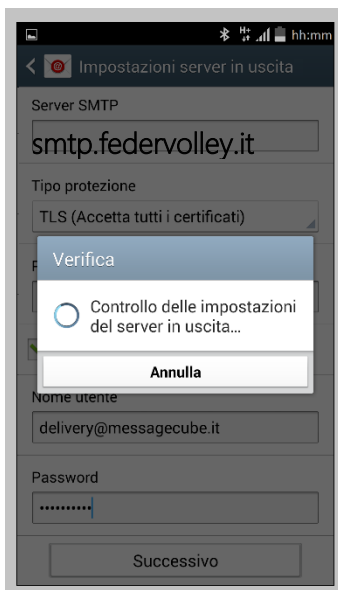 hh:mm
Impostazioni server in uscita
Server SMTP
smtp.federvolley.it
Tipo protezione
TLS (Accetta tutti i certificati)
Verifica
Controllo delle impostazioni
del server in uscita...
Annulla
Nome utente
delivery@messagecube.it
Password
••••••••••
Successivo